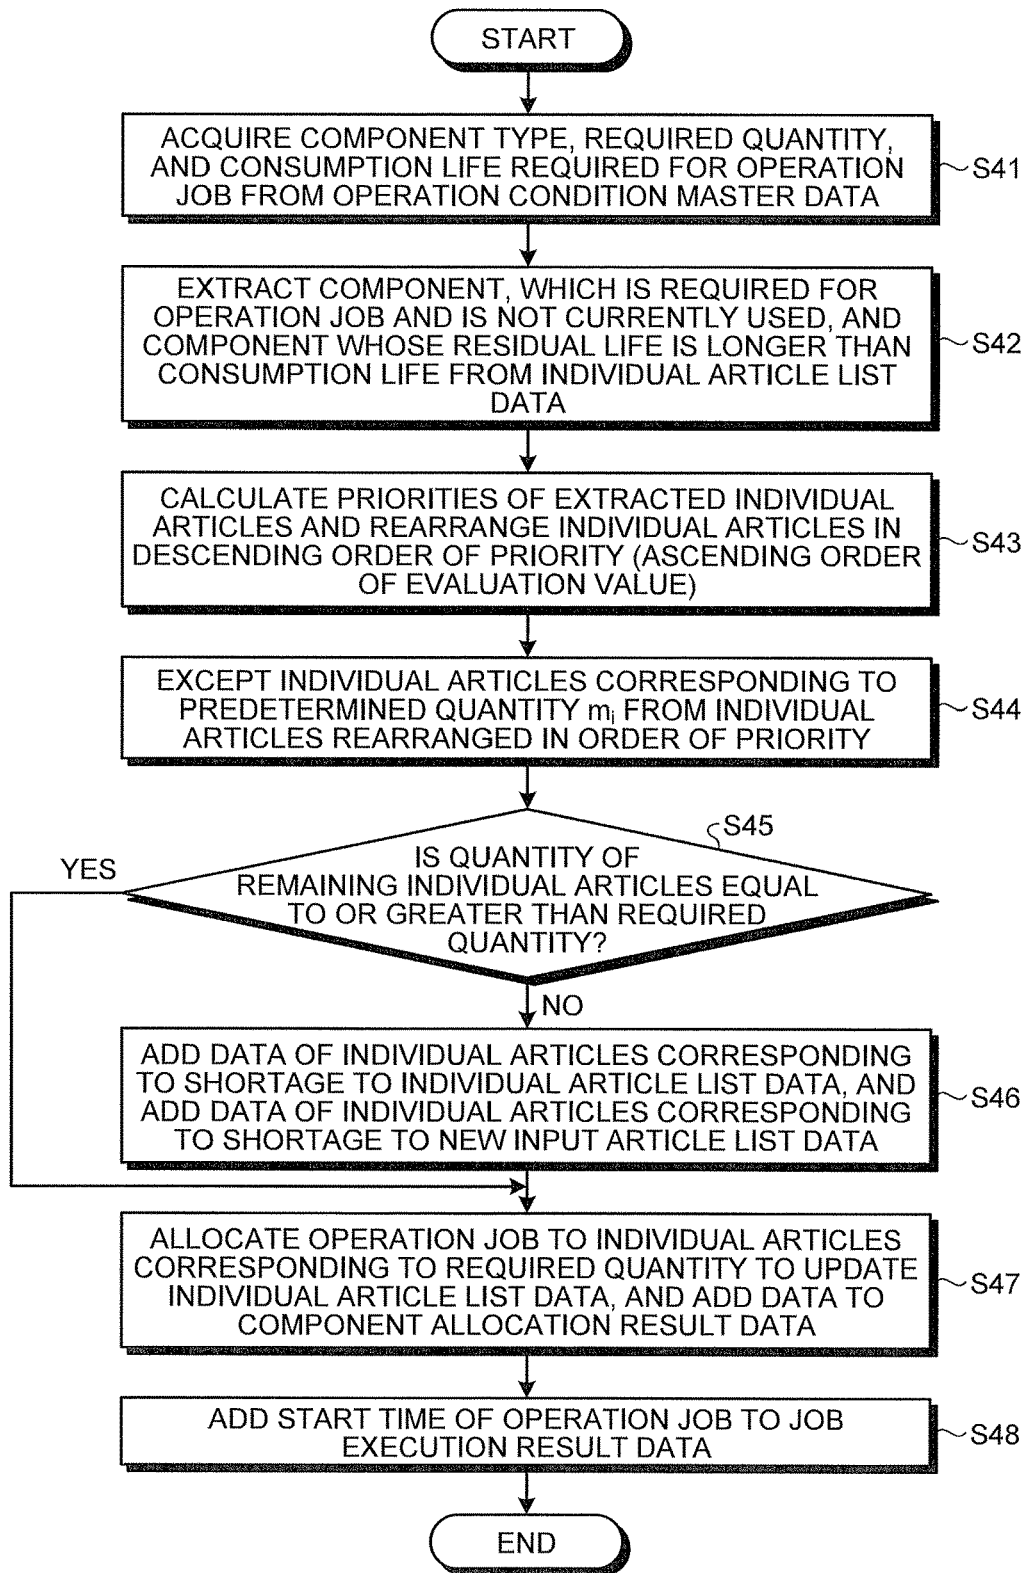 START
ACQUIRE COMPONENT TYPE, REQUIRED QUANTITY,
AND CONSUMPTION LIFE REQUIRED FOR OPERATION
JOB FROM OPERATION CONDITION MASTER DATA
S41
EXTRACT COMPONENT, WHICH IS REQUIRED FOR
OPERATION JOB AND IS NOT CURRENTLY USED, AND
COMPONENT WHOSE RESIDUAL LIFE IS LONGER THAN
CONSUMPTION LIFE FROM INDIVIDUAL ARTICLE LIST
DATA
S42
CALCULATE PRIORITIES OF EXTRACTED INDIVIDUAL
ARTICLES AND REARRANGE INDIVIDUAL ARTICLES IN
DESCENDING ORDER OF PRIORITY (ASCENDING ORDER
OF EVALUATION VALUE)
S43
EXCEPT INDIVIDUAL ARTICLES CORRESPONDING TO
PREDETERMINED QUANTITY mi FROM INDIVIDUAL
ARTICLES REARRANGED IN ORDER OF PRIORITY
S44
S45
YES
IS QUANTITY OF
REMAINING INDIVIDUAL ARTICLES EQUAL
TO OR GREATER THAN REQUIRED
QUANTITY?
NO
ADD DATA OF INDIVIDUAL ARTICLES CORRESPONDING
TO SHORTAGE TO INDIVIDUAL ARTICLE LIST DATA, AND
ADD DATA OF INDIVIDUAL ARTICLES CORRESPONDING
TO SHORTAGE TO NEW INPUT ARTICLE LIST DATA
S46
ALLOCATE OPERATION JOB TO INDIVIDUAL ARTICLES
CORRESPONDING TO REQUIRED QUANTITY TO UPDATE
INDIVIDUAL ARTICLE LIST DATA, AND ADD DATA TO
COMPONENT ALLOCATION RESULT DATA
S47
ADD START TIME OF OPERATION JOB TO JOB
EXECUTION RESULT DATA
S48
END